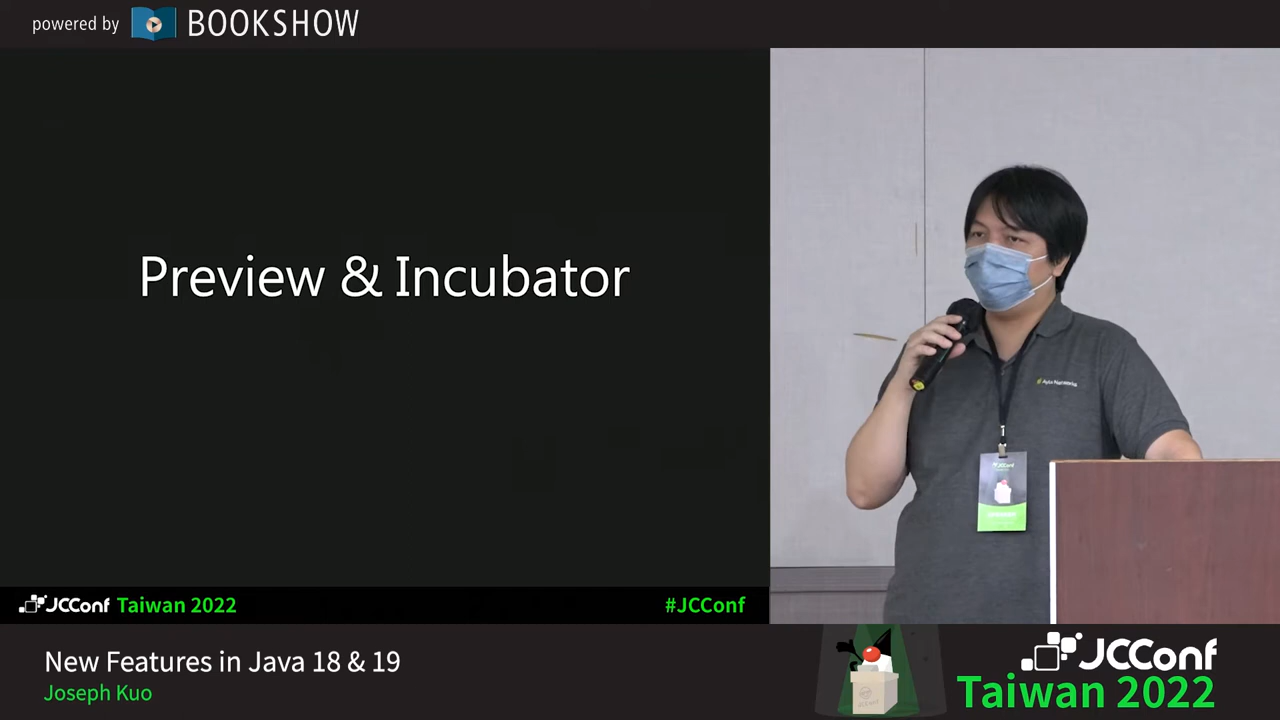 powered by BOOKSHOW
Preview & Incubator
JCConf Taiwan 2022
#JCConf
New Features in Java 18 & 19
Joseph Kuo
JCConf
Taiwan 2022